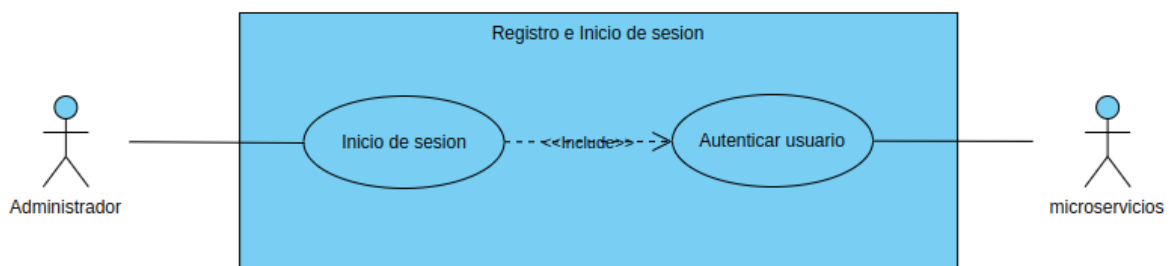 Registro e Inicio de sesion
Inicio de sesion
<<Include>>
Autenticar usuario
Administrador
microservicios